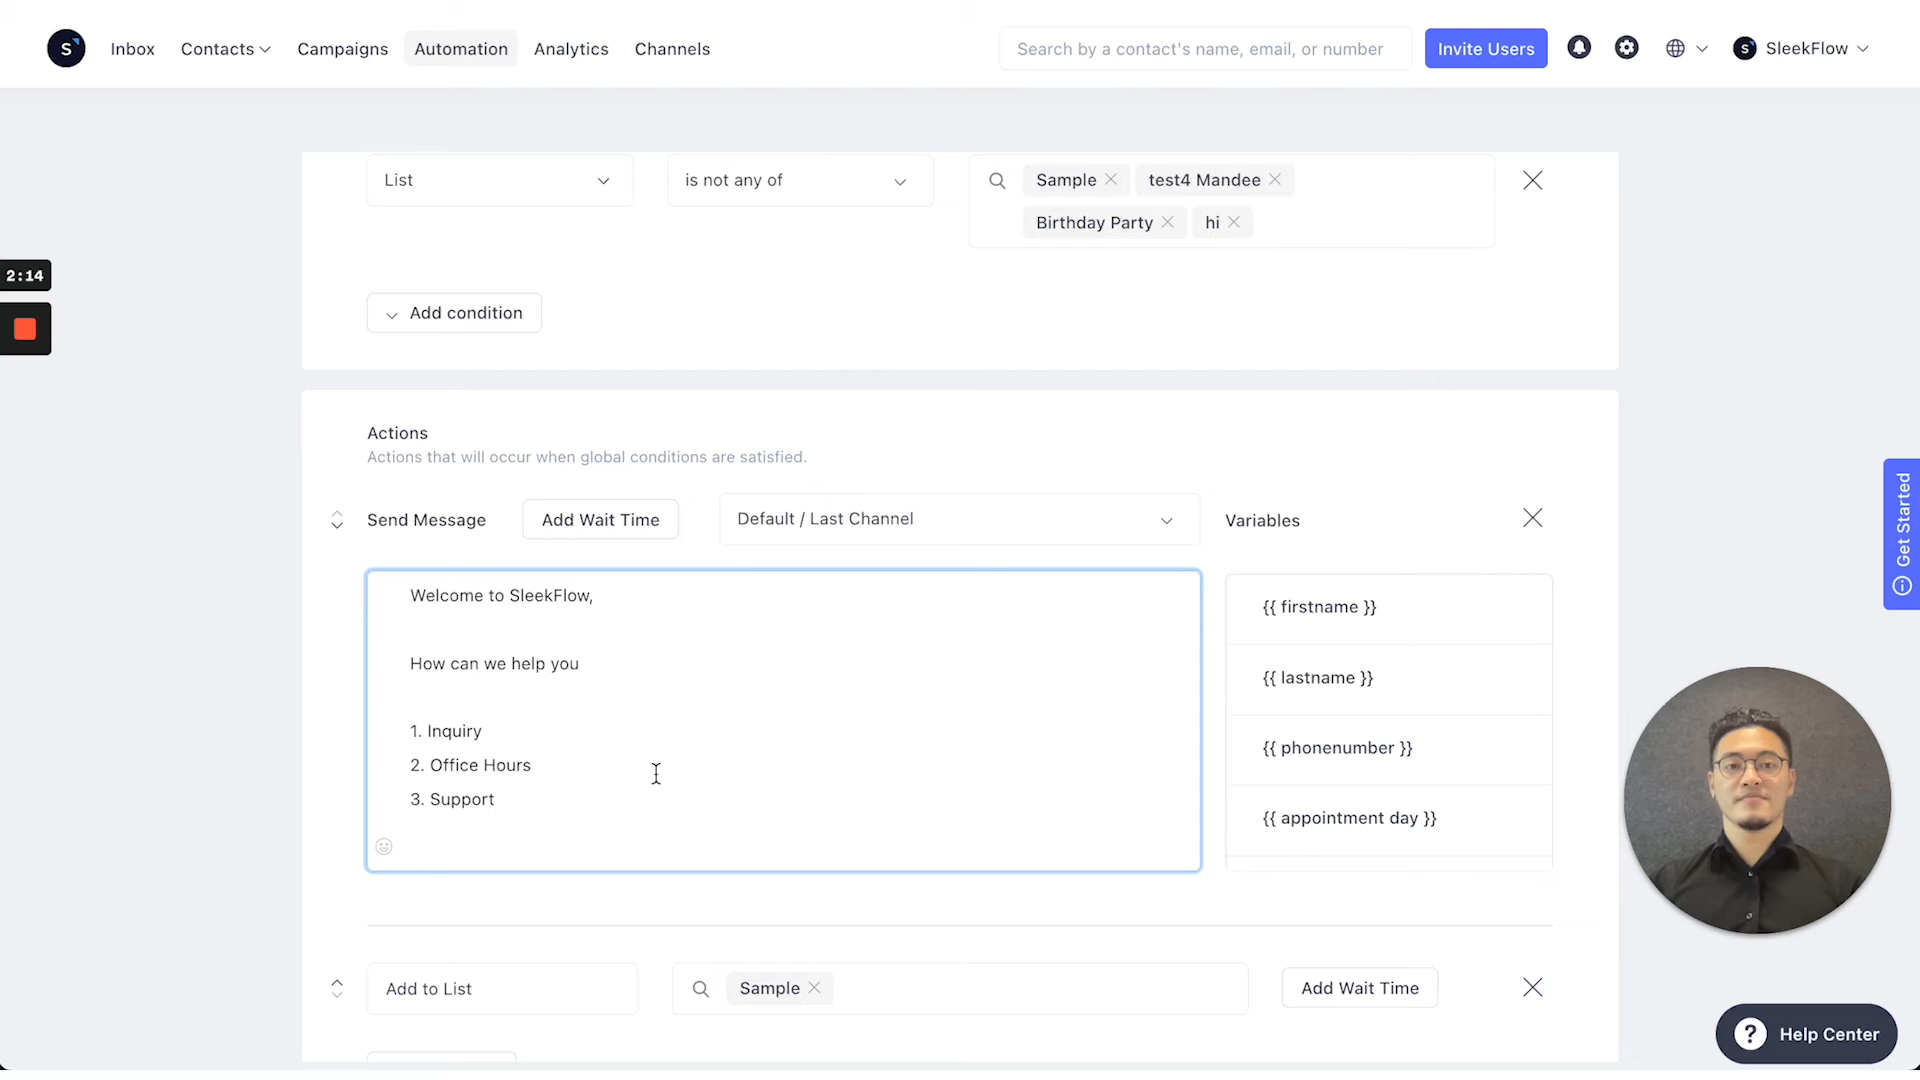 S Inbox Contacts Campaigns Automation Analytics Channels Search by a contact's name, email, or number Invite Users S SleekFlow
List is not any of Sample test4 Mandee
Birthday Party hi
2:14
Add condition
Actions
Actions that will occur when global conditions are satisfied.
Get Started
Send Message Add Wait Time Default / Last Channel Variables
Welcome to SleekFlow,
{{ firstname }}
How can we help you
{{ lastname }}
1. Inquiry
{{ phonenumber }}
2. Office Hours
3. Support
{{ appointment day }}
Add to List Sample Add Wait Time
? Help Center